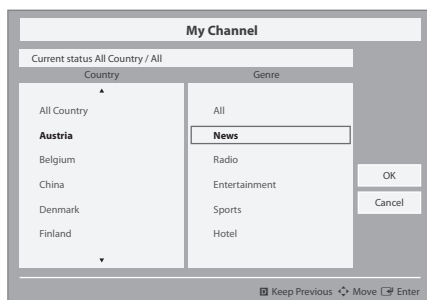 My Channel
Current status All Country / All
Country Genre
All Country All
Austria News
Belgium Radio
China Entertainment
Denmark Sports
Finland Hotel
OK
Cancel
D Keep Previous Move Enter